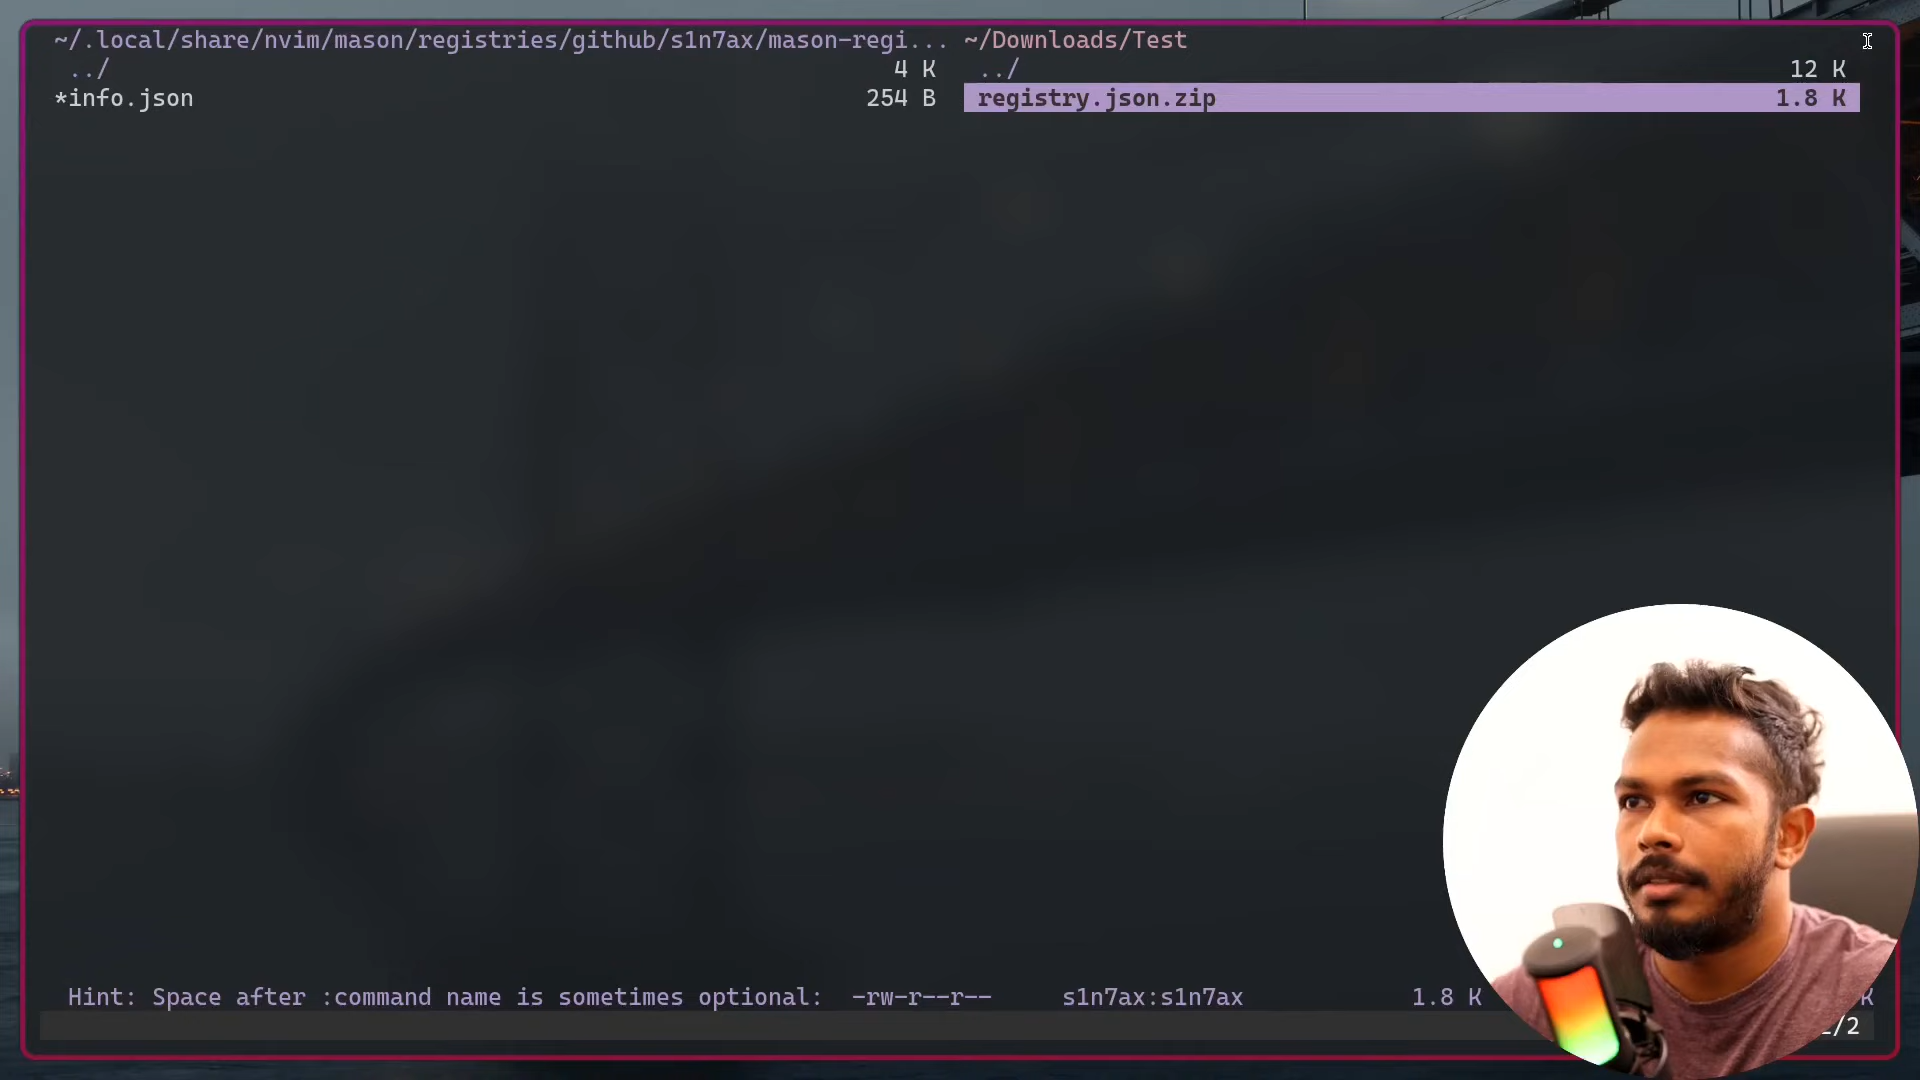 ~/.local/share/nvim/mason/registries/github/s1n7ax/mason-regi... ~/Downloads/Test
../ 4 K ../ 12 K
*info.json 254 B registry.json.zip 1.8 K
Hint: Space after :command name is sometimes optional: -rw-r--r-- s1n7ax:s1n7ax 1.8 K K
/2